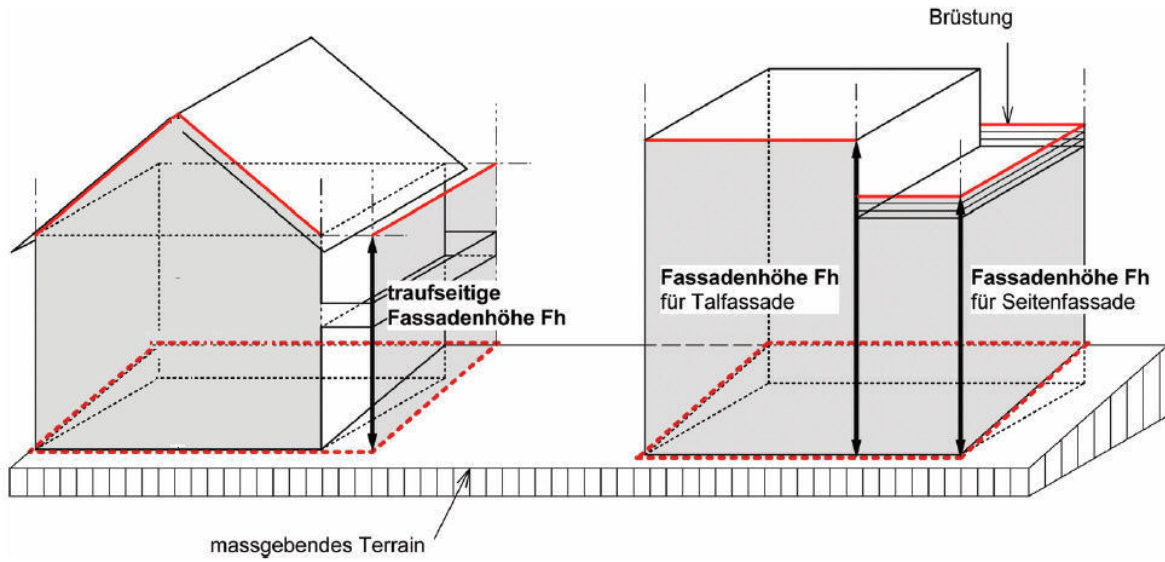 Brüstung
traufseitige
Fassadenhöhe Fh
Fassadenhöhe Fh
für Talfassade
Fassadenhöhe Fh
für Seitenfassade
massgebendes Terrain